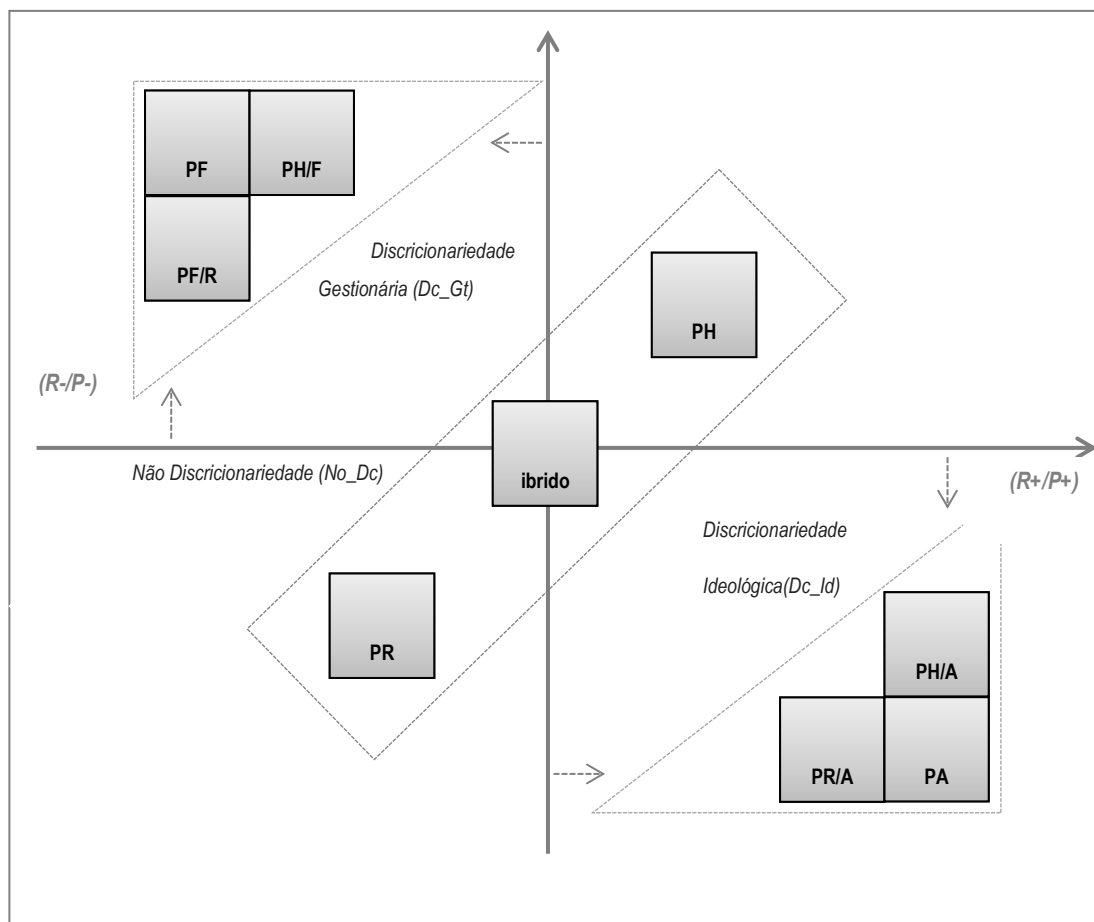 PF
PH/F
PF/R
Discricionariedade
Gestionária (Dc_Gt)
PH
(R-/P-)
Não Discricionariedade (No_Dc)
ibrido
(R+/P+)
Discricionariedade
Ideológica(Dc_Id)
PR
PH/A
PR/A
PA